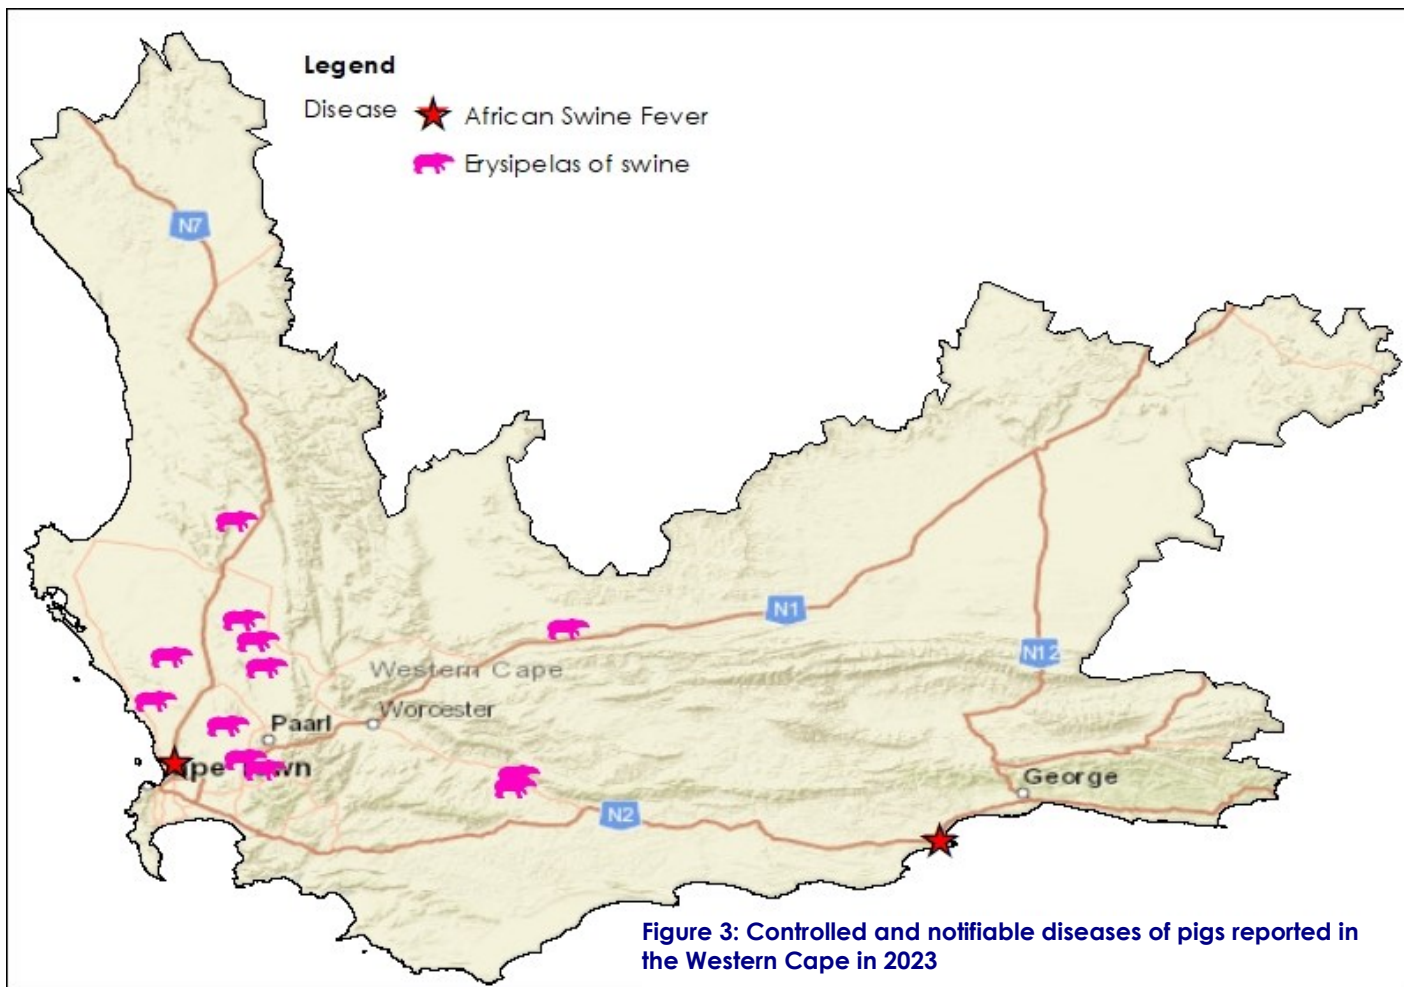 Legend
Disease
African Swine Fever
Erysipelas of swine
N7
N1
N12
Western Cape
Worcester
Paarl
George
N2
Figure 3: Controlled and notifiable diseases of pigs reported in
the Western Cape in 2023